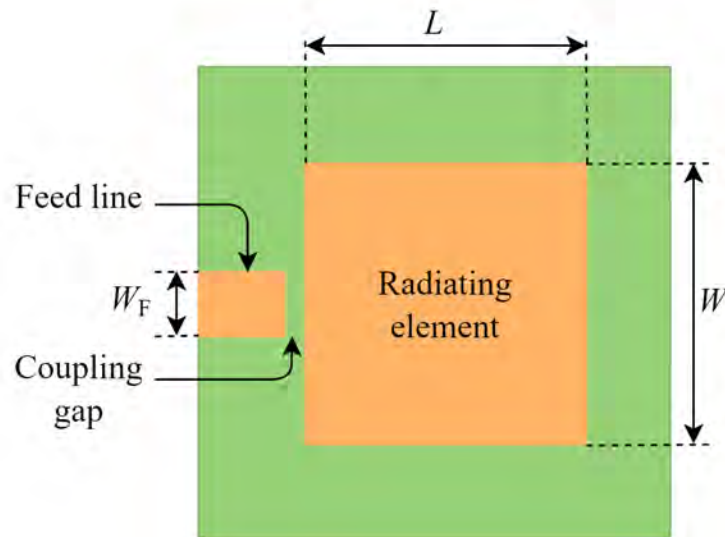 L
Feed line
W_F
Radiating
element
W
Coupling
gap